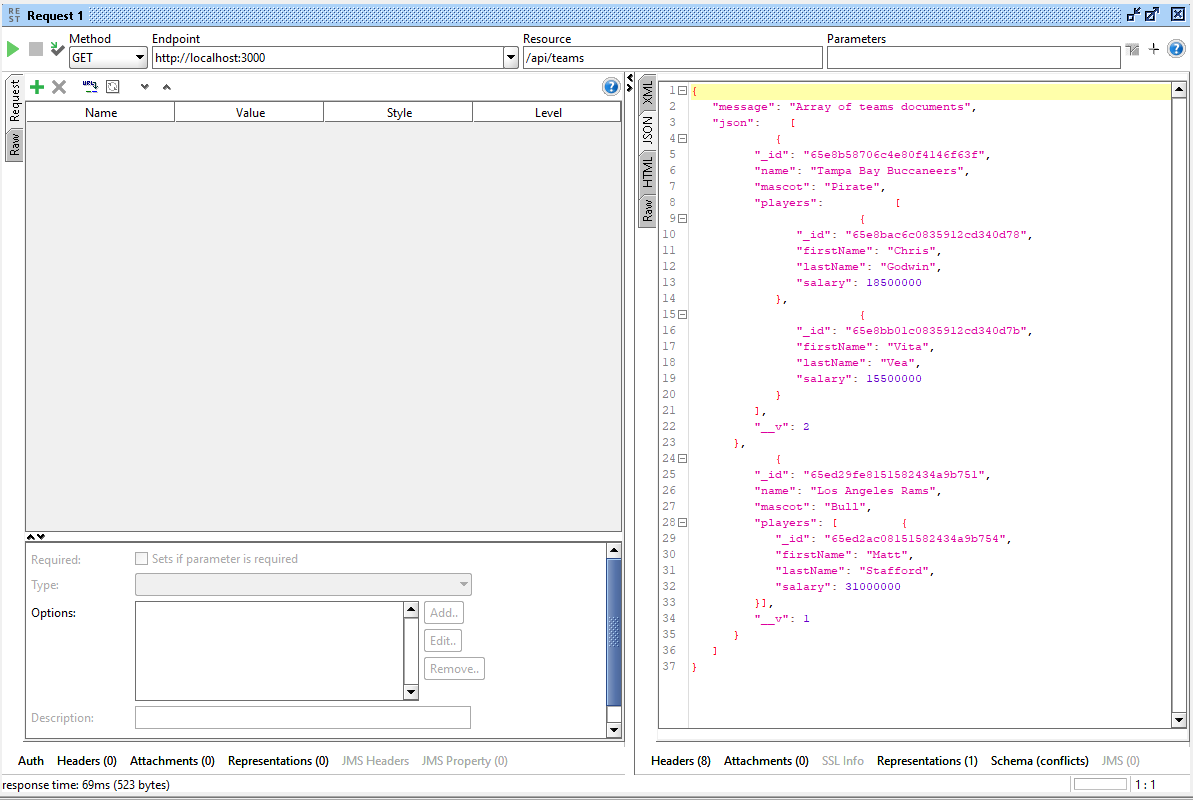 REST Request 1
Method Endpoint Resource Parameters
GET http://localhost:3000 /api/teams
Request
Raw
URL
Name Value Style Level
Required: Sets if parameter is required
Type:
Options: Add..
Edit..
Remove..
Description:
Auth Headers (0) Attachments (0) Representations (0) JMS Headers JMS Property (0)
XML
JSON
HTML
Raw
1 {
2 "message": "Array of teams documents",
3 "json": [
4 {
5 "_id": "65e8b58706c4e80f4146f63f",
6 "name": "Tampa Bay Buccaneers",
7 "mascot": "Pirate",
8 "players": [
9 {
10 "_id": "65e8bac6c0835912cd340d78",
11 "firstName": "Chris",
12 "lastName": "Godwin",
13 "salary": 18500000
14 },
15 {
16 "_id": "65e8bb01c0835912cd340d7b",
17 "firstName": "Vita",
18 "lastName": "Vea",
19 "salary": 15500000
20 }
21 ],
22 "__v": 2
23 },
24 {
25 "_id": "65ed29fe8151582434a9b751",
26 "name": "Los Angeles Rams",
27 "mascot": "Bull",
28 "players": [ {
29 "_id": "65ed2ac08151582434a9b754",
30 "firstName": "Matt",
31 "lastName": "Stafford",
32 "salary": 31000000
33 }],
34 "__v": 1
35 }
36 ]
37 }
Headers (8) Attachments (0) SSL Info Representations (1) Schema (conflicts) JMS (0)
response time: 69ms (523 bytes) 1 : 1